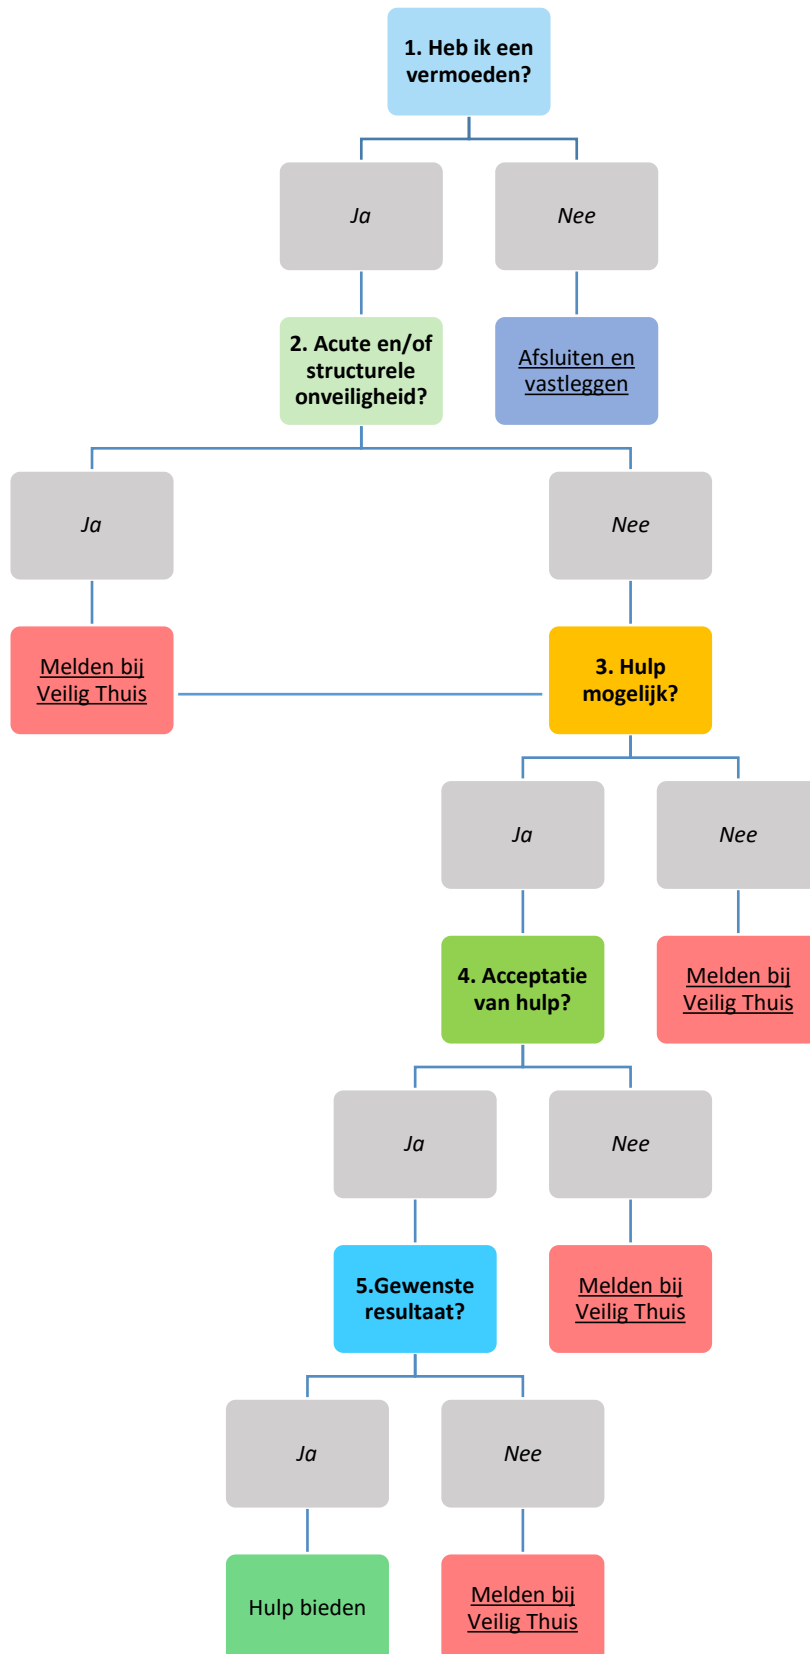 1. Heb ik een
vermoeden?
Ja
Nee
2. Acute en/of
structurele
onveiligheid?
Afsluiten en
vastleggen
Ja
Nee
Melden bij
Veilig Thuis
3. Hulp
mogelijk?
Ja
Nee
4. Acceptatie
van hulp?
Melden bij
Veilig Thuis
Ja
Nee
5.Gewenste
resultaat?
Melden bij
Veilig Thuis
Ja
Nee
Hulp bieden
Melden bij
Veilig Thuis